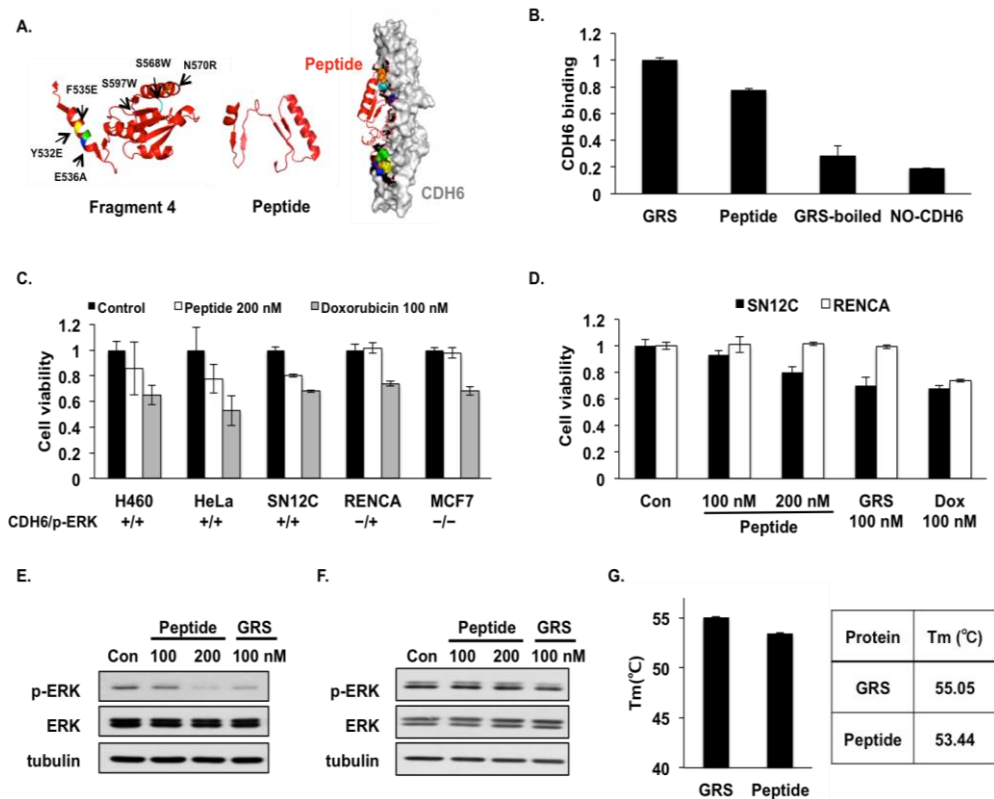 A.
S568W
N570R
S597W
F535E
Y532E
E536A
Fragment 4
Peptide
Peptide
CDH6
B.
CDH6 binding
1.2
1
0.8
0.6
0.4
0.2
0
GRS Peptide GRS-boiled NO-CDH6
C.
Control Peptide 200 nM Doxorubicin 100 nM
Cell viability
1.2
1
0.8
0.6
0.4
0.2
0
H460 HeLa SN12C RENCA MCF7
CDH6/p-ERK +/+ +/+ +/+ −/+ −/−
D.
SN12C RENCA
Cell viability
1.2
1
0.8
0.6
0.4
0.2
0
Con 100 nM 200 nM GRS Dox
100 nM 100 nM
Peptide
E.
Peptide GRS
Con 100 200 100 nM
p-ERK
ERK
tubulin
F.
Peptide GRS
Con 100 200 100 nM
p-ERK
ERK
tubulin
G.
Tm(℃)
55
50
45
40
GRS Peptide
Protein Tm (℃)
GRS 55.05
Peptide 53.44